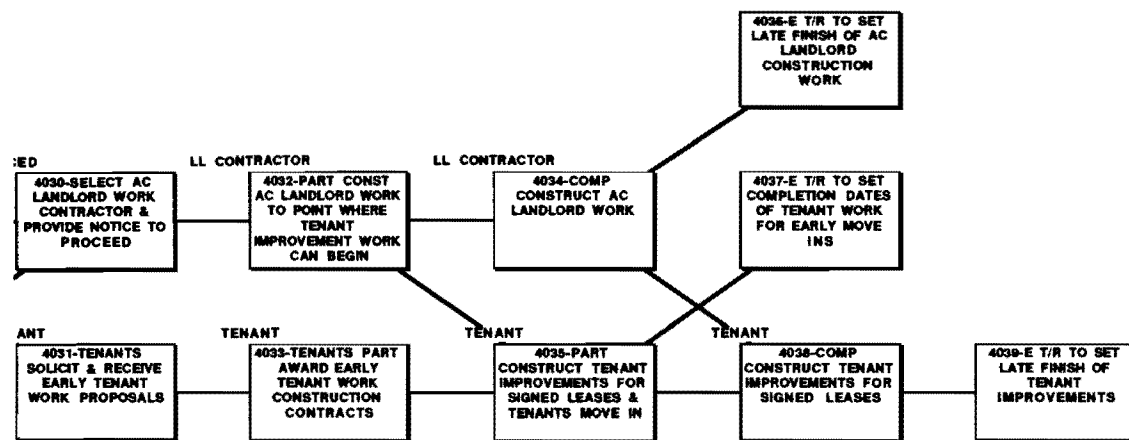 4036-E T/R TO SET
LATE FINISH OF AC
LANDLORD
CONSTRUCTION
WORK
CED
LL CONTRACTOR
LL CONTRACTOR
4030-SELECT AC
LANDLORD WORK
CONTRACTOR &
PROVIDE NOTICE TO
PROCEED
4032-PART CONST
AC LANDLORD WORK
TO POINT WHERE
TENANT
IMPROVEMENT WORK
CAN BEGIN
4034-COMP
CONSTRUCT AC
LANDLORD WORK
4037-E T/R TO SET
COMPLETION DATES
OF TENANT WORK
FOR EARLY MOVE
INS
ANT
TENANT
TENANT
TENANT
4031-TENANTS
SOLICIT & RECEIVE
EARLY TENANT
WORK PROPOSALS
4033-TENANTS PART
AWARD EARLY
TENANT WORK
CONSTRUCTION
CONTRACTS
4035-PART
CONSTRUCT TENANT
IMPROVEMENTS FOR
SIGNED LEASES &
TENANTS MOVE IN
4038-COMP
CONSTRUCT TENANT
IMPROVEMENTS FOR
SIGNED LEASES
4039-E T/R TO SET
LATE FINISH OF
TENANT
IMPROVEMENTS